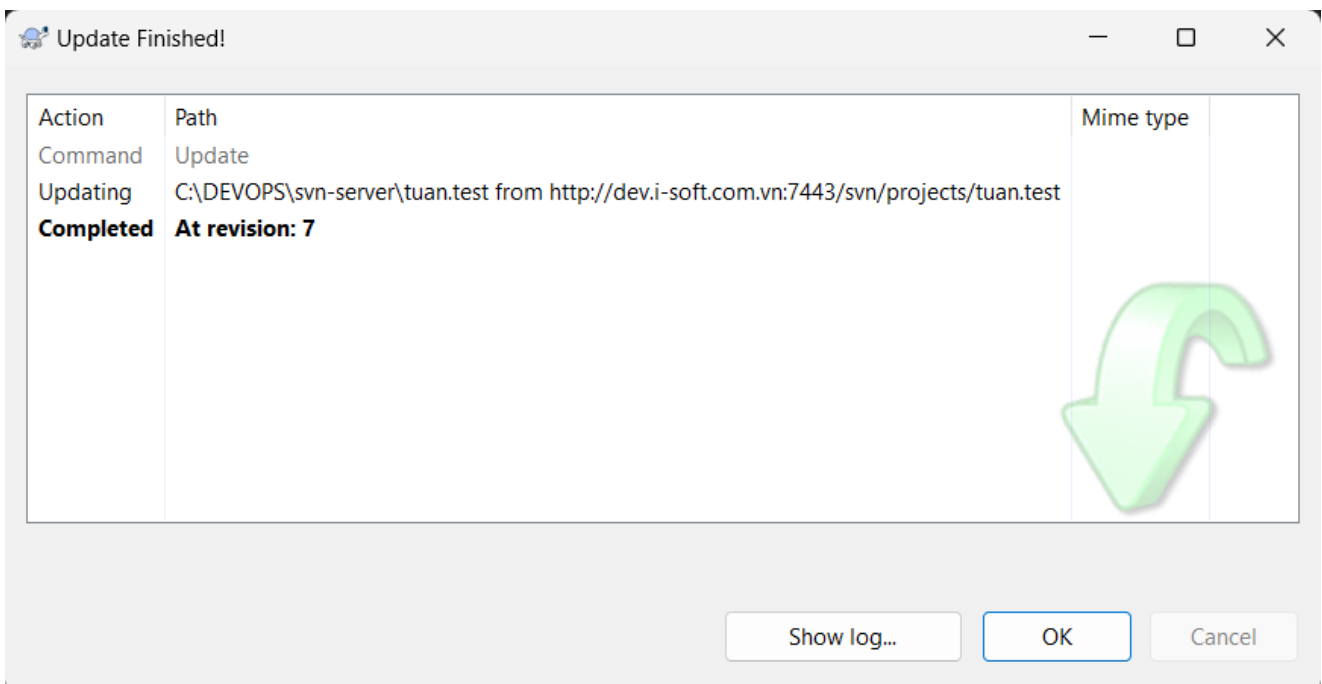 Update Finished!
Action Path Mime type
Command Update
Updating C:\DEVOPS\svn-server\tuan.test from http://dev.i-soft.com.vn:7443/svn/projects/tuan.test
Completed At revision: 7
Show log... OK Cancel